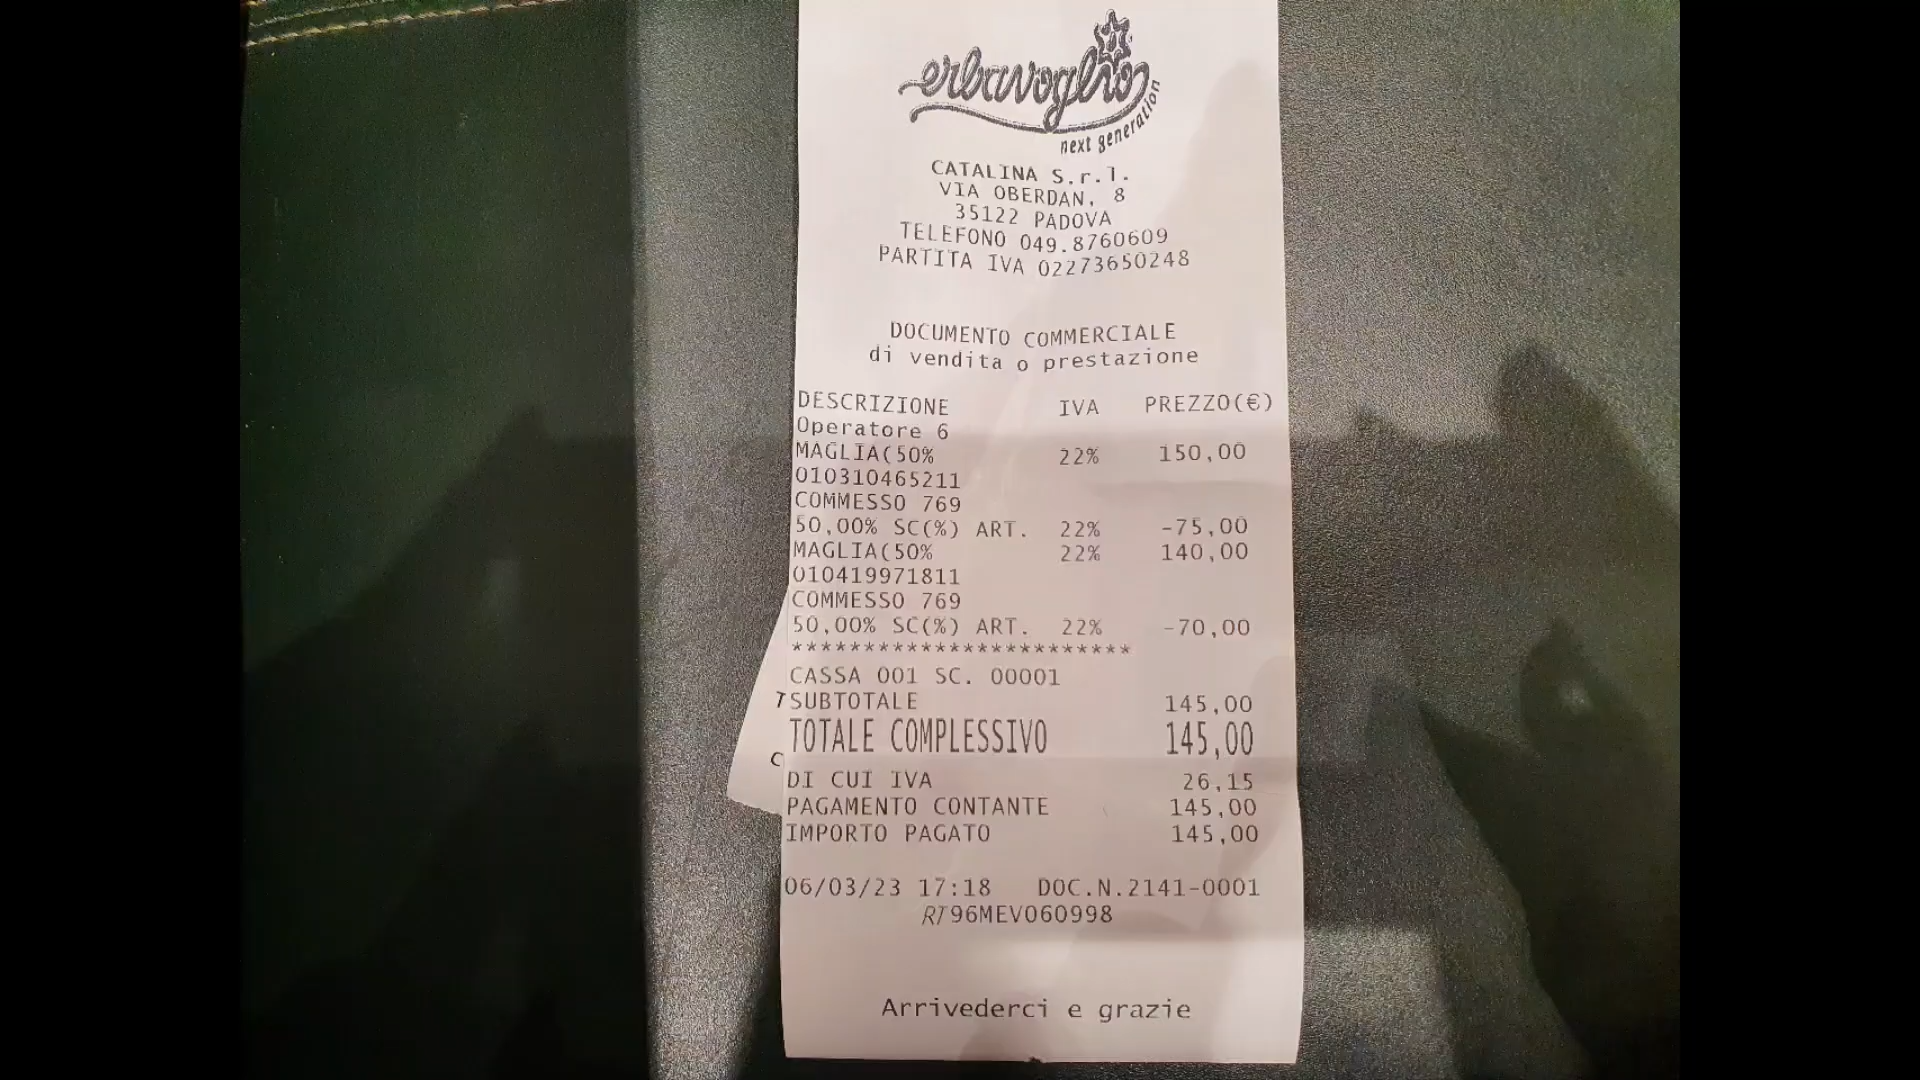 erbavoglio
next generation
CATALINA S.r.l.
VIA OBERDAN, 8
35122 PADOVA
TELEFONO 049.8760609
PARTITA IVA 02273650248
DOCUMENTO COMMERCIALE
di vendita o prestazione
DESCRIZIONE IVA PREZZO(€)
Operatore 6
MAGLIA(50% 22% 150,00
010310465211
COMMESSO 769
50,00% SC(%) ART. 22% -75,00
MAGLIA(50% 22% 140,00
010419971811
COMMESSO 769
50,00% SC(%) ART. 22% -70,00
************************
CASSA 001 SC. 00001
T SUBTOTALE 145,00
TOTALE COMPLESSIVO 145,00
C
DI CUI IVA 26,15
PAGAMENTO CONTANTE 145,00
IMPORTO PAGATO 145,00
06/03/23 17:18 DOC.N.2141-0001
RT 96MEV060998
Arrivederci e grazie